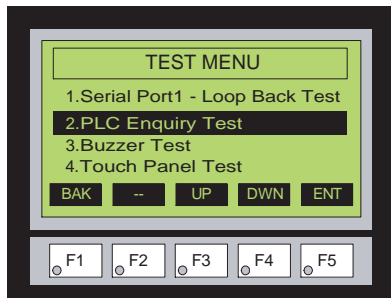 TEST MENU
1.Serial Port1 - Loop Back Test
2.PLC Enquiry Test
3.Buzzer Test
4.Touch Panel Test
BAK -- UP DWN ENT
F1 F2 F3 F4 F5